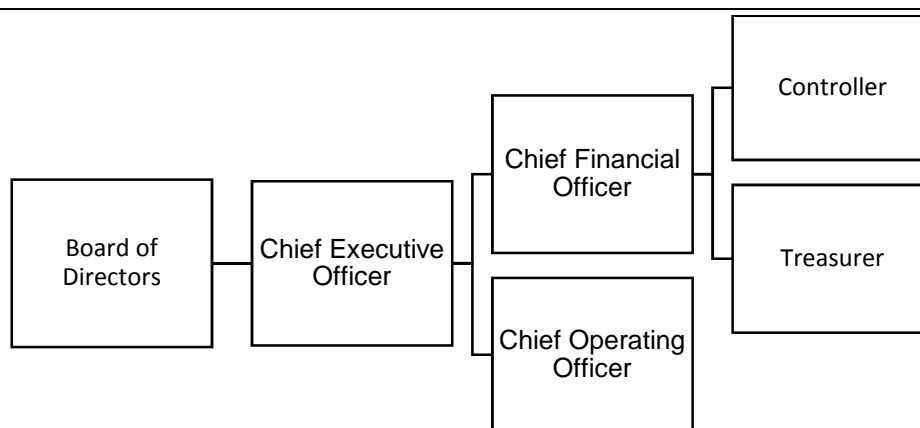 Board of
Directors
Chief Executive
Officer
Chief Financial
Officer
Chief Operating
Officer
Controller
Treasurer